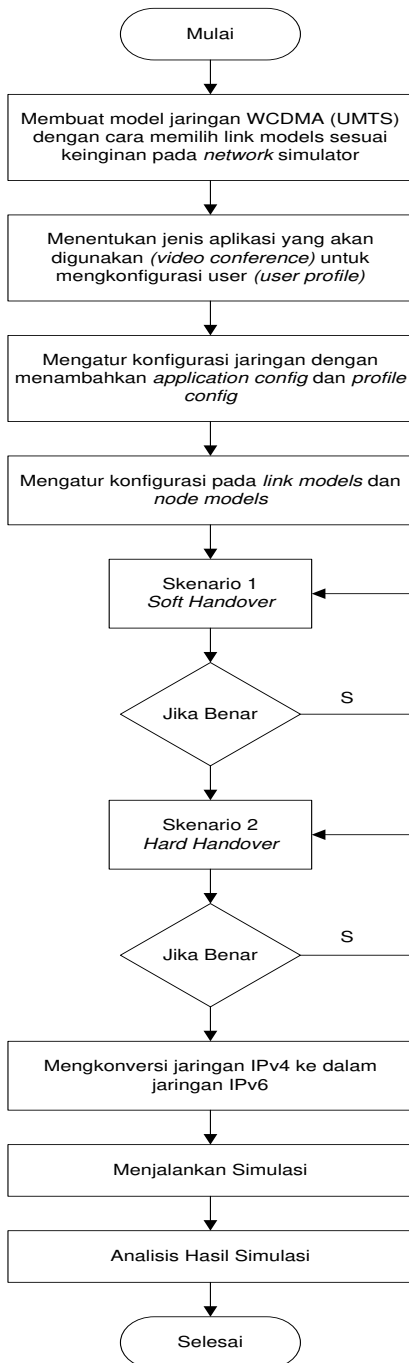 Mulai
Membuat model jaringan WCDMA (UMTS)
dengan cara memilih link models sesuai
keinginan pada network simulator
Menentukan jenis aplikasi yang akan
digunakan (video conference) untuk
mengkonfigurasi user (user profile)
Mengatur konfigurasi jaringan dengan
menambahkan application config dan profile
config
Mengatur konfigurasi pada link models dan
node models
Skenario 1
Soft Handover
Jika Benar
S
Skenario 2
Hard Handover
Jika Benar
S
Mengkonversi jaringan IPv4 ke dalam
jaringan IPv6
Menjalankan Simulasi
Analisis Hasil Simulasi
Selesai